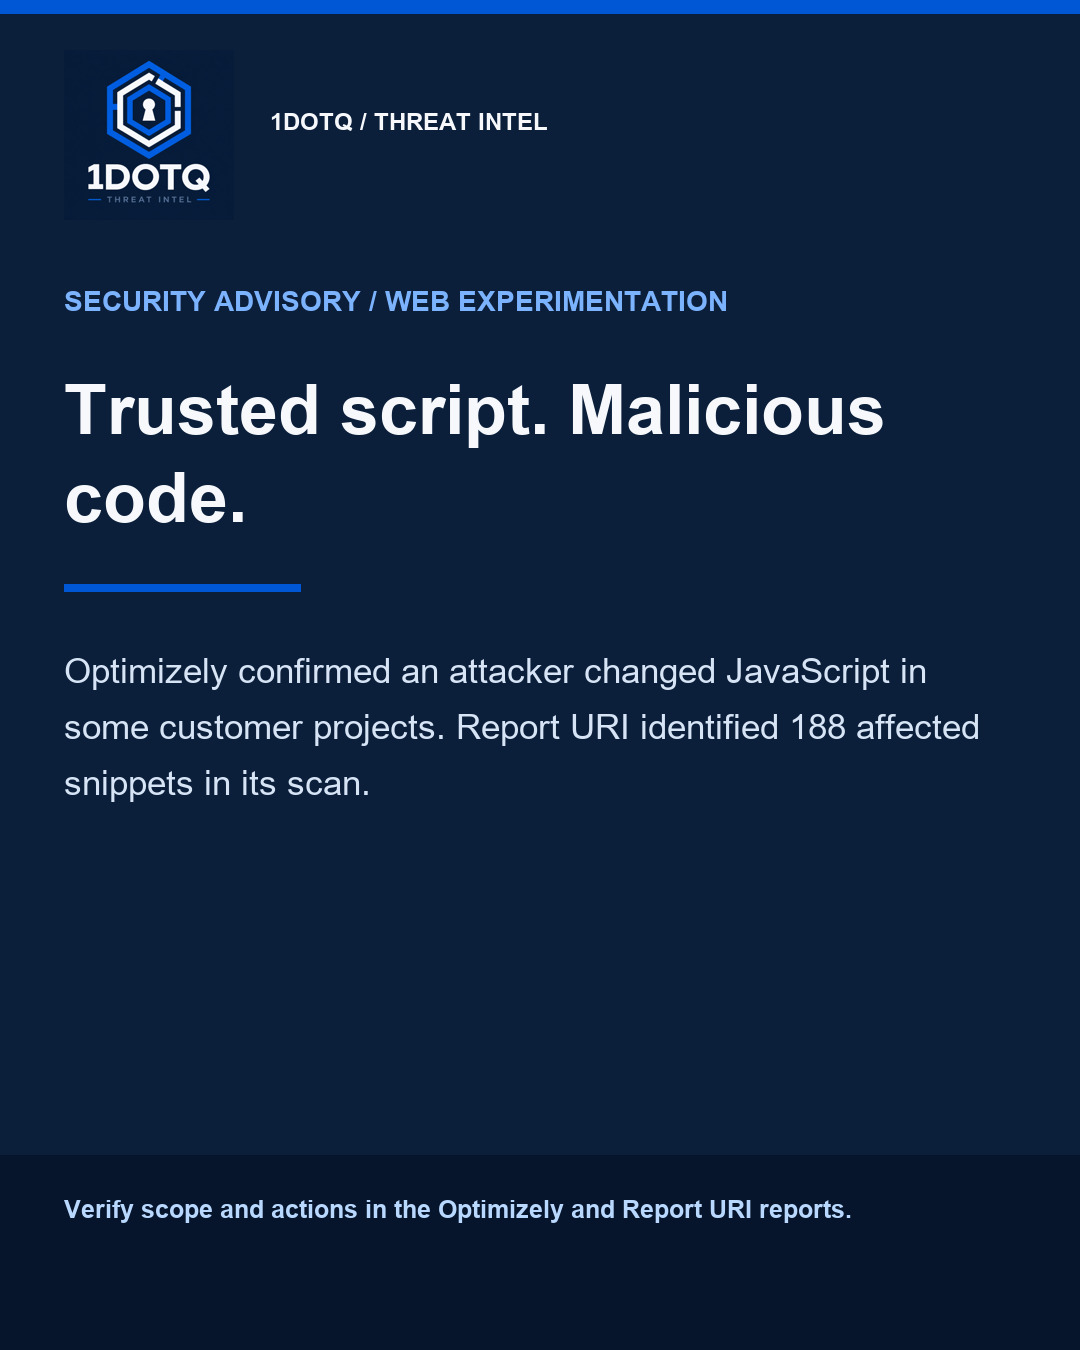 1DOTQ
THREAT INTEL
1DOTQ / THREAT INTEL
SECURITY ADVISORY / WEB EXPERIMENTATION
Trusted script. Malicious
code.
Optimizely confirmed an attacker changed JavaScript in
some customer projects. Report URI identified 188 affected
snippets in its scan.
Verify scope and actions in the Optimizely and Report URI reports.